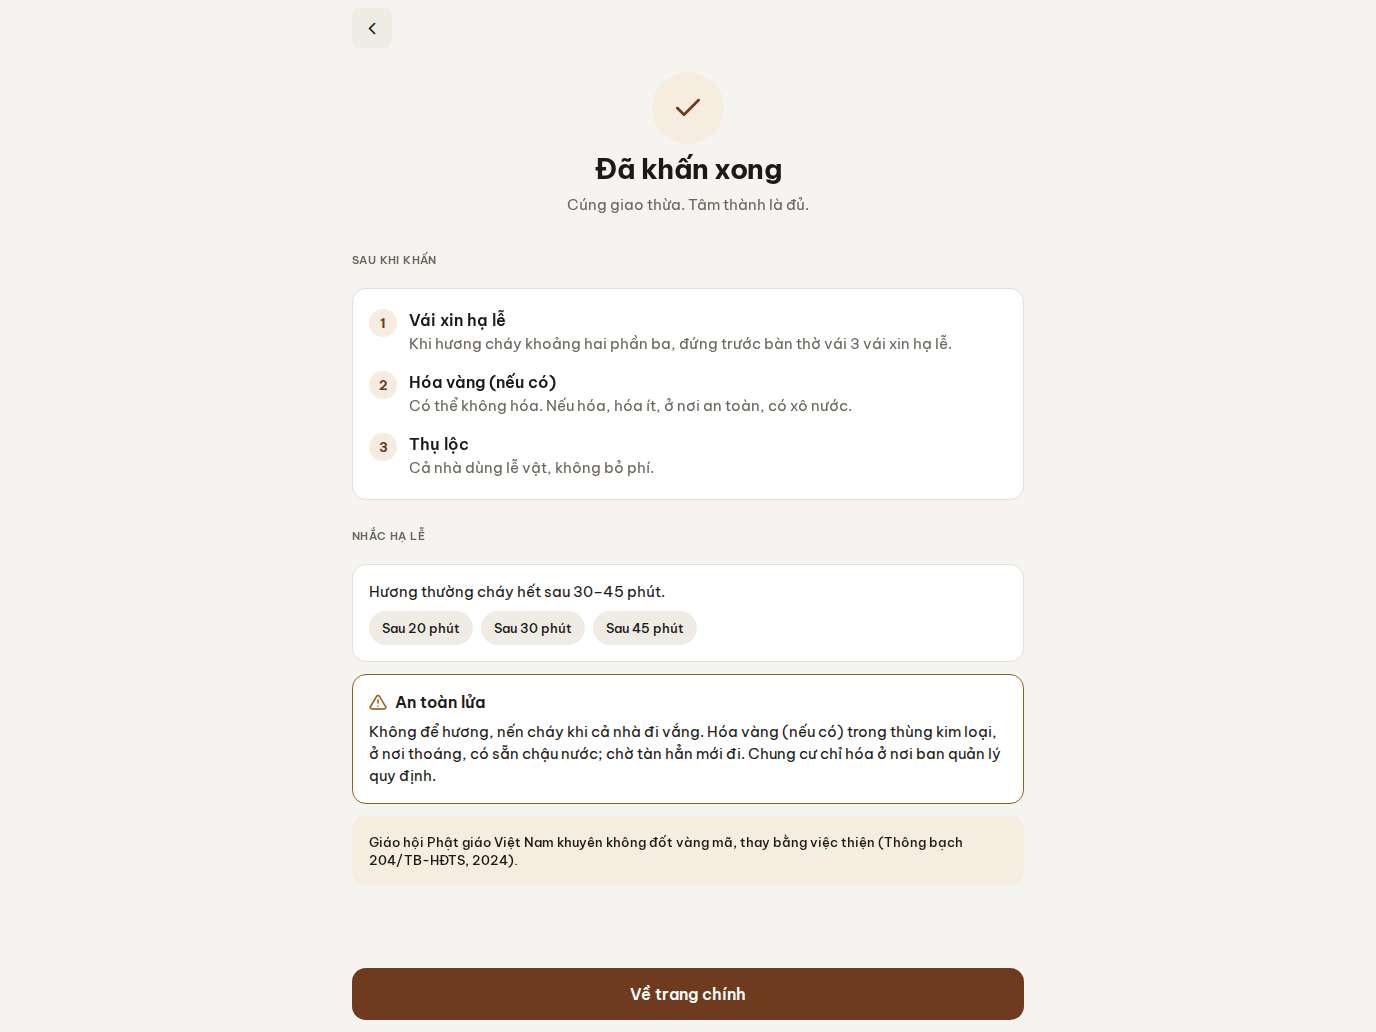 Đã khấn xong
Cúng giao thừa. Tâm thành là đủ.
SAU KHI KHẤN
1
Vái xin hạ lễ
Khi hương cháy khoảng hai phần ba, đứng trước bàn thờ vái 3 vái xin hạ lễ.
2
Hóa vàng (nếu có)
Có thể không hóa. Nếu hóa, hóa ít, ở nơi an toàn, có xô nước.
3
Thụ lộc
Cả nhà dùng lễ vật, không bỏ phí.
NHẮC HẠ LỄ
Hương thường cháy hết sau 30–45 phút.
Sau 20 phút
Sau 30 phút
Sau 45 phút
An toàn lửa
Không để hương, nến cháy khi cả nhà đi vắng. Hóa vàng (nếu có) trong thùng kim loại,
ở nơi thoáng, có sẵn chậu nước; chờ tàn hẳn mới đi. Chung cư chỉ hóa ở nơi ban quản lý
quy định.
Giáo hội Phật giáo Việt Nam khuyên không đốt vàng mã, thay bằng việc thiện (Thông bạch
204/TB-HĐTS, 2024).
Về trang chính